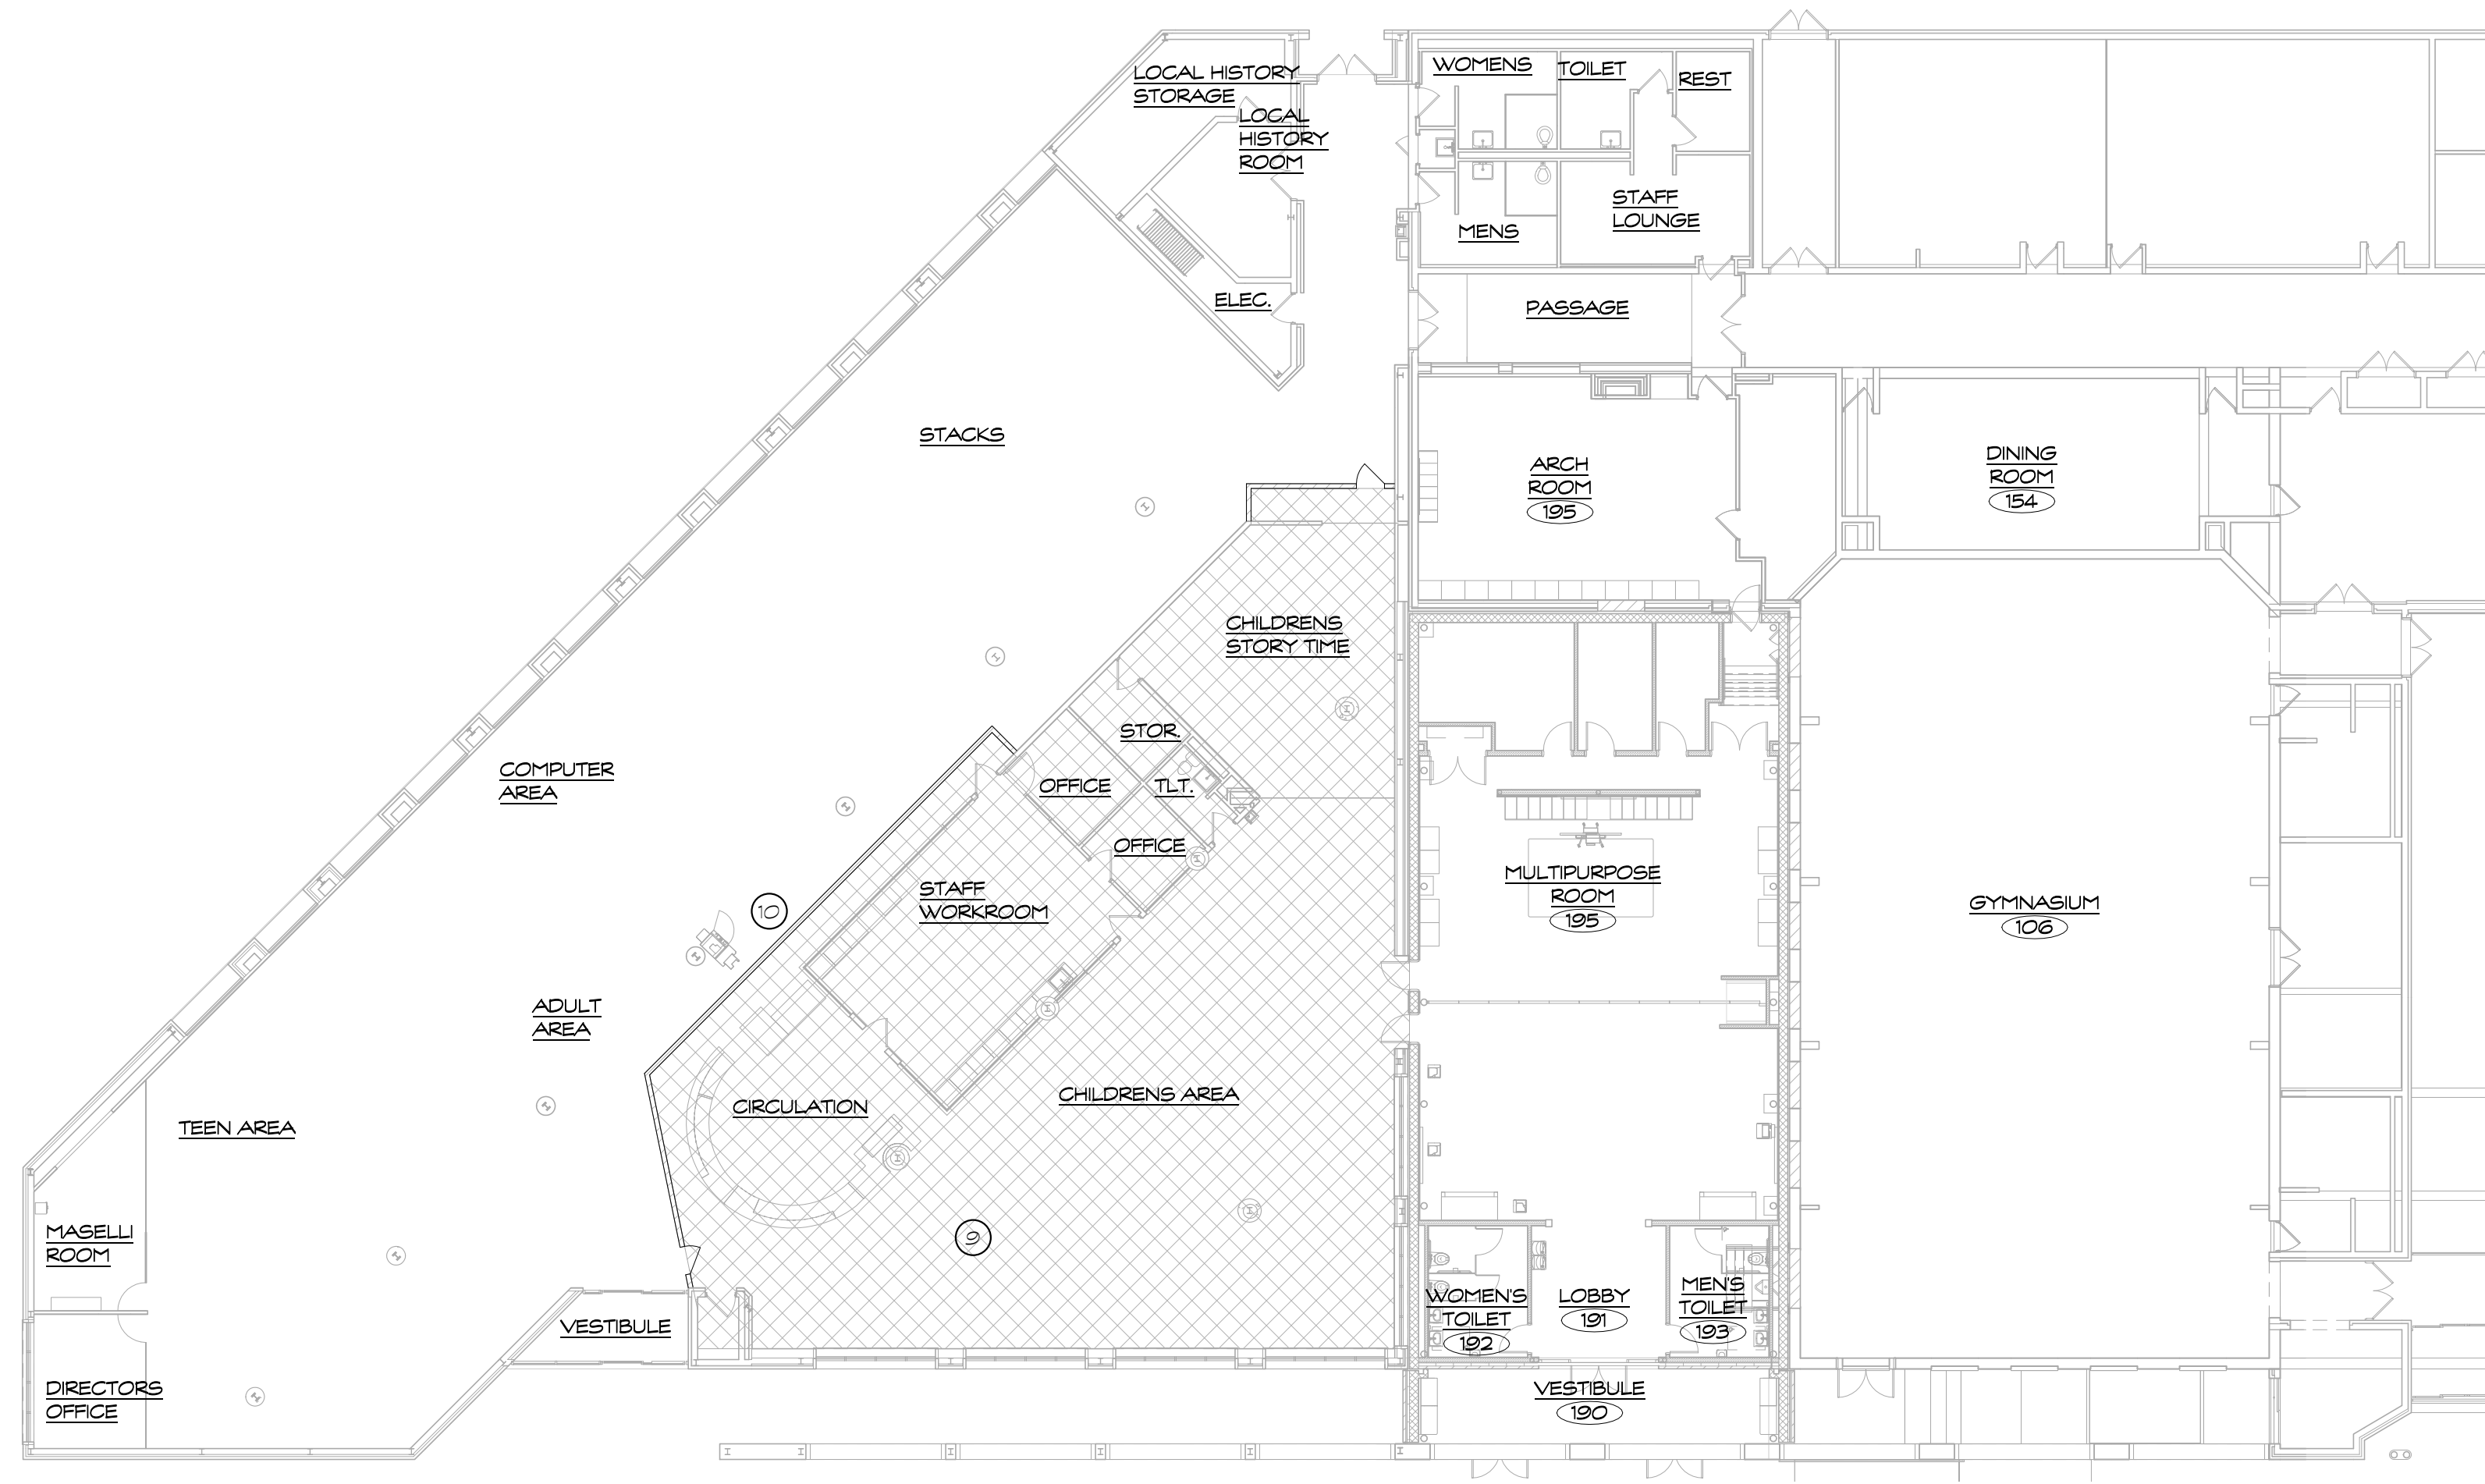 LOCAL HISTORY
STORAGE
LOCAL
HISTORY
ROOM
WOMENS
TOILET
REST
MENS
STAFF
LOUNGE
ELEC.
PASSAGE
STACKS
ARCH
ROOM
195
DINING
ROOM
154
CHILDRENS
STORY TIME
STOR.
OFFICE
TLT.
OFFICE
COMPUTER
AREA
STAFF
WORKROOM
10
MULTIPURPOSE
ROOM
195
GYMNASIUM
106
ADULT
AREA
CIRCULATION
CHILDRENS AREA
TEEN AREA
MASELLI
ROOM
9
VESTIBULE
WOMEN'S
TOILET
192
LOBBY
191
MEN'S
TOILET
193
DIRECTORS
OFFICE
VESTIBULE
190